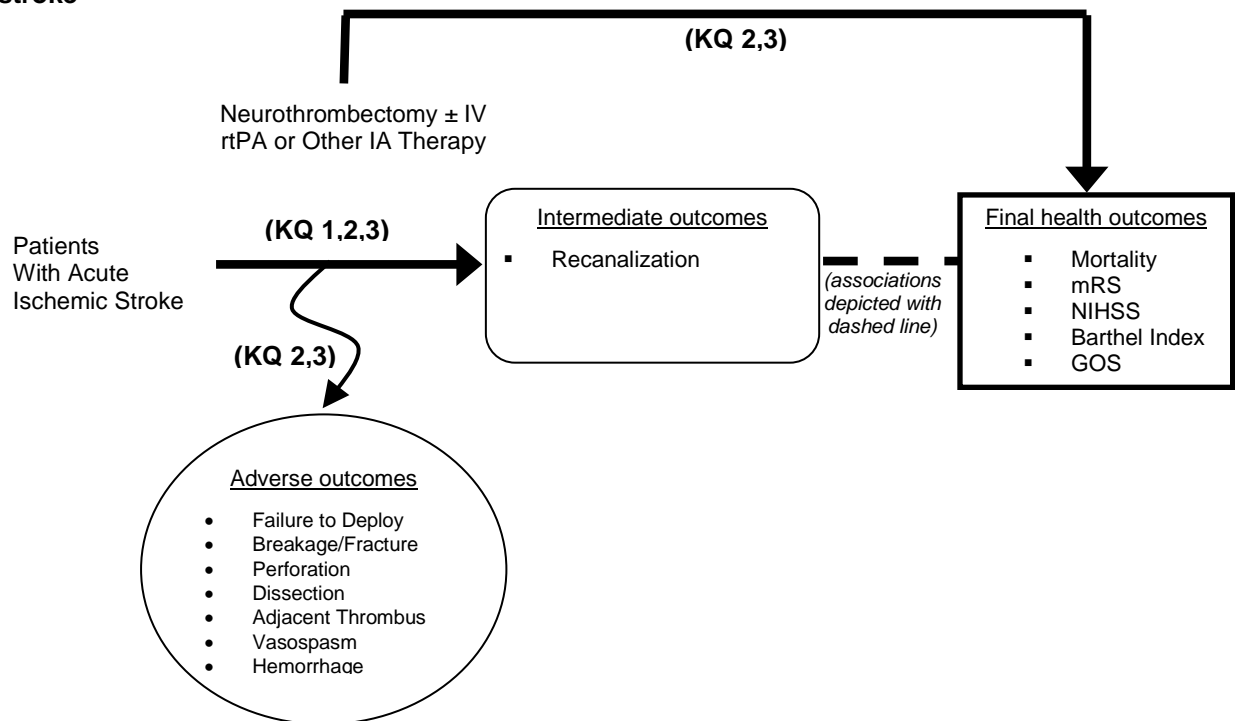 stroke
(KQ 2,3)
Neurothrombectomy ± IV
rtPA or Other IA Therapy
Patients
With Acute
Ischemic Stroke
(KQ 1,2,3)
(KQ 2,3)
Intermediate outcomes
▪ Recanalization
(associations
depicted with
dashed line)
Final health outcomes
▪ Mortality
▪ mRS
▪ NIHSS
▪ Barthel Index
▪ GOS
Adverse outcomes
• Failure to Deploy
• Breakage/Fracture
• Perforation
• Dissection
• Adjacent Thrombus
• Vasospasm
• Hemorrhage